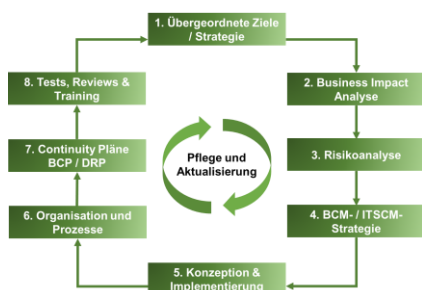 1. Übergeordnete Ziele
/ Strategie
2. Business Impact
Analyse
3. Risikoanalyse
4. BCM- / ITSCM-
Strategie
5. Konzeption &
Implementierung
6. Organisation und
Prozesse
7. Continuity Pläne
BCP / DRP
8. Tests, Reviews &
Training
Pflege und
Aktualisierung